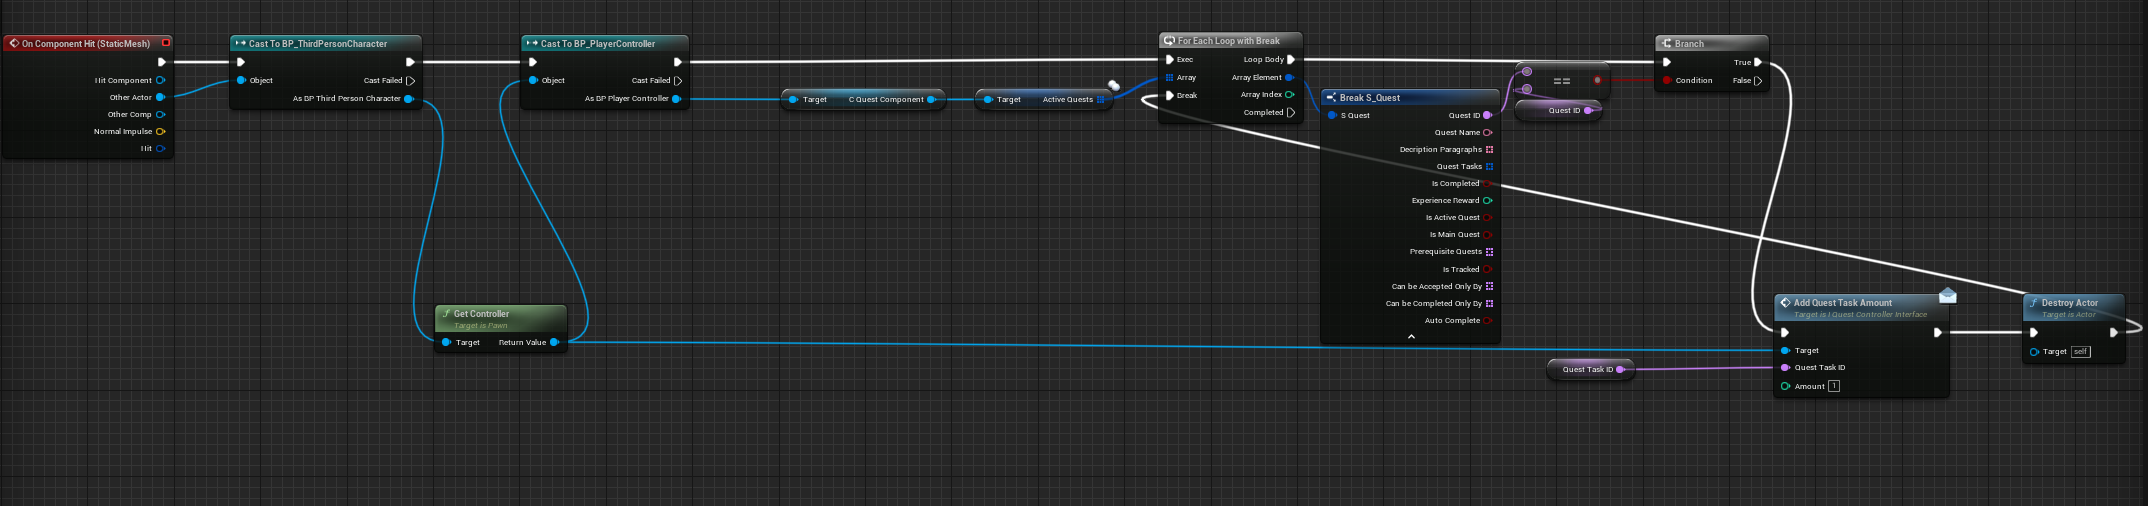 On Component Hit (StaticMesh)
Hit Component
Other Actor
Other Comp
Normal Impulse
Hit
Cast To BP_ThirdPersonCharacter
Object
Cast Failed
As BP Third Person Character
Get Controller
Target is Pawn
Target
Return Value
Cast To BP_PlayerController
Object
Cast Failed
As BP Player Controller
Target
C Quest Component
Target
Active Quests
For Each Loop with Break
Exec
Loop Body
Array
Array Element
Break
Array Index
Completed
Break S_Quest
S Quest
Quest ID
Quest Name
Decription Paragraphs
Quest Tasks
Is Completed
Experience Reward
Is Active Quest
Is Main Quest
Prerequisite Quests
Is Tracked
Can be Accepted Only By
Can be Completed Only By
Auto Complete
==
Quest ID
Branch
True
Condition
False
Quest Task ID
Add Quest Task Amount
Target is I Quest Controller Interface
Target
Quest Task ID
Amount 1
Destroy Actor
Target is Actor
Target self